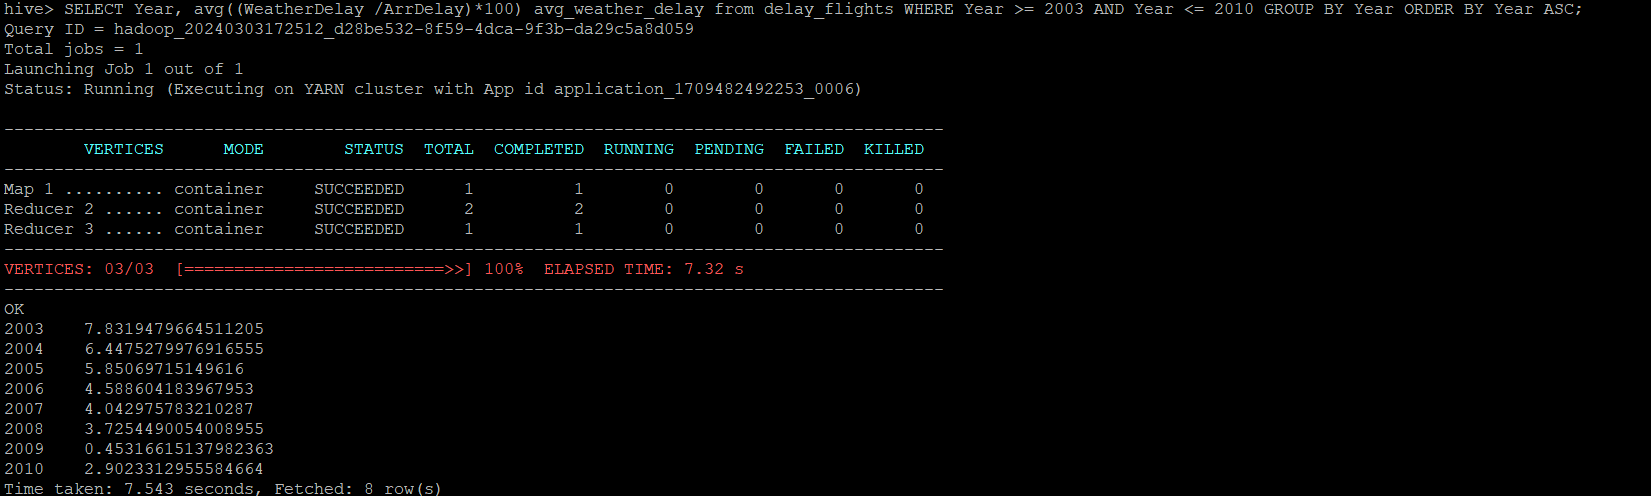 hive> SELECT Year, avg((WeatherDelay /ArrDelay)*100) avg_weather_delay from delay_flights WHERE Year >= 2003 AND Year <= 2010 GROUP BY Year ORDER BY Year ASC;
Query ID = hadoop_20240303172512_d28be532-8f59-4dca-9f3b-da29c5a8d059
Total jobs = 1
Launching Job 1 out of 1
Status: Running (Executing on YARN cluster with App id application_1709482492253_0006)
----------------------------------------------------------------------------------------------
        VERTICES      MODE        STATUS  TOTAL  COMPLETED  RUNNING  PENDING  FAILED  KILLED
----------------------------------------------------------------------------------------------
Map 1 .......... container     SUCCEEDED      1          1        0        0       0       0
Reducer 2 ...... container     SUCCEEDED      2          2        0        0       0       0
Reducer 3 ...... container     SUCCEEDED      1          1        0        0       0       0
----------------------------------------------------------------------------------------------
VERTICES: 03/03  [==========================>>] 100%  ELAPSED TIME: 7.32 s
----------------------------------------------------------------------------------------------
OK
2003    7.8319479664511205
2004    6.4475279976916555
2005    5.85069715149616
2006    4.588604183967953
2007    4.042975783210287
2008    3.7254490054008955
2009    0.45316615137982363
2010    2.9023312955584664
Time taken: 7.543 seconds, Fetched: 8 row(s)